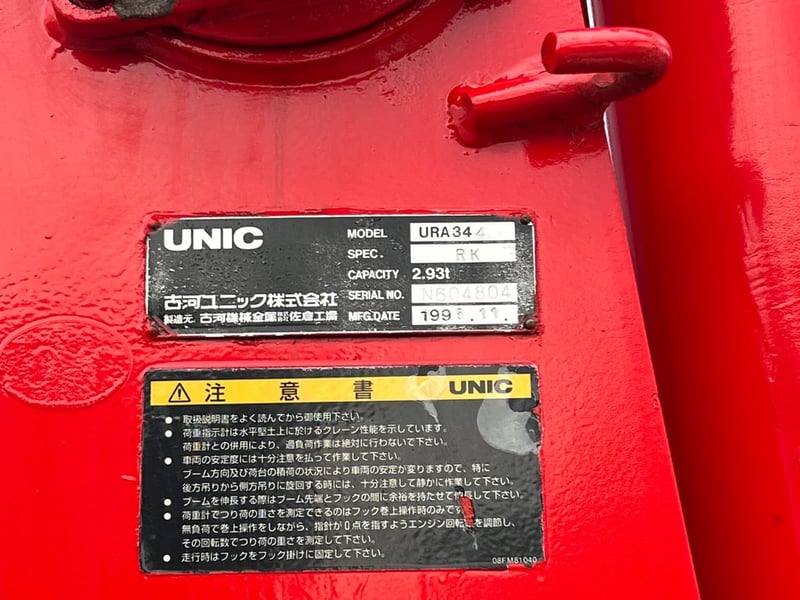 UNIC
MODEL URA344
SPEC. RK
CAPACITY 2.93t
SERIAL NO. N604804
MFG.DATE 1995.11.
古河ユニック株式会社
製造元 古河機械金属株式会社佐倉工場
注意書 UNIC
● 取扱説明書をよく読んでから御使用下さい。
● 荷重指示計は水平堅土上に於けるクレーン性能を示しています。
荷重計との併用により、過負荷作業は絶対に行わないで下さい。
● 車両の安定度には十分注意を払って作業して下さい。
ブーム方向及び荷台の積荷の状況により車両の安定が変りますので、特に
後方吊りから側方吊りに旋回する時には、十分注意して静かに作業して下さい。
● ブームを伸長する際はブーム先端とフックの間に余裕を持たせて伸長して下さい。
● 荷重計でつり荷の重さを測定できるのはフック巻上操作時のみです。
無負荷で巻上操作をしながら、指針が0点を指すようエンジン回転を調節し、
その回転数でつり荷の重さを測定して下さい。
● 走行時はフックをフック掛けに固定して下さい。
08FM81040